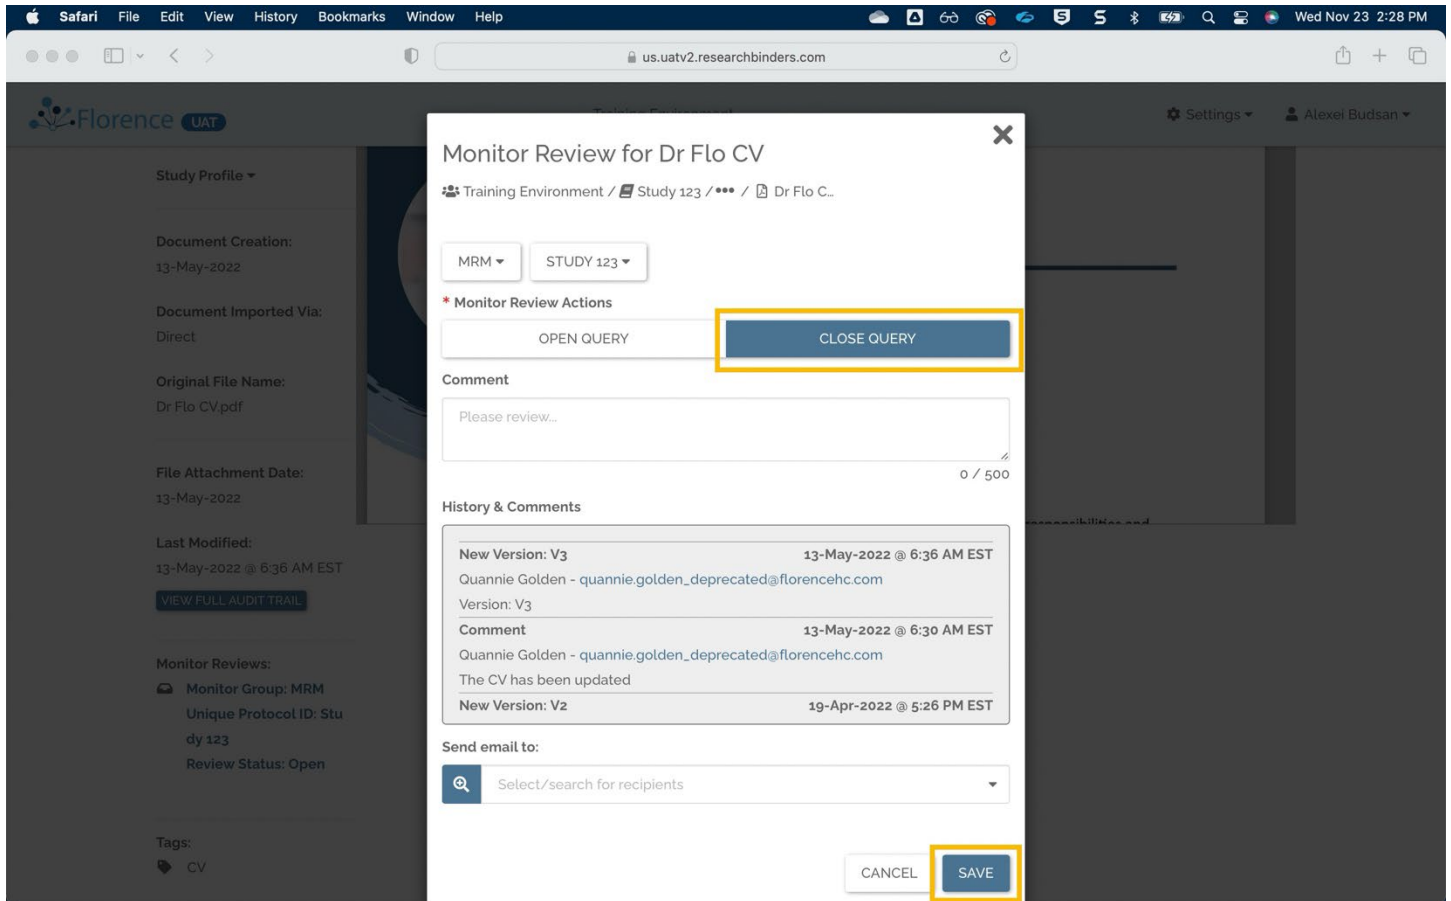 Safari File Edit View History Bookmarks Window Help Wed Nov 23 2:28 PM
us.uatv2.researchbinders.com
Florence UAT
Training Environment
Settings
Alexei Budsan
Study Profile
Document Creation:
13-May-2022
Document Imported Via:
Direct
Original File Name:
Dr Flo CV.pdf
File Attachment Date:
13-May-2022
Last Modified:
13-May-2022 @ 6:36 AM EST
VIEW FULL AUDIT TRAIL
Monitor Reviews:
Monitor Group: MRM
Unique Protocol ID: Stu
dy 123
Review Status: Open
Tags:
CV
Monitor Review for Dr Flo CV
Training Environment / Study 123 / ••• / Dr Flo C...
MRM STUDY 123
* Monitor Review Actions
OPEN QUERY CLOSE QUERY
Comment
Please review...
0 / 500
History & Comments
New Version: V3 13-May-2022 @ 6:36 AM EST
Quannie Golden - quannie.golden_deprecated@florencehc.com
Version: V3
Comment 13-May-2022 @ 6:30 AM EST
Quannie Golden - quannie.golden_deprecated@florencehc.com
The CV has been updated
New Version: V2 19-Apr-2022 @ 5:26 PM EST
Send email to:
Select/search for recipients
CANCEL SAVE